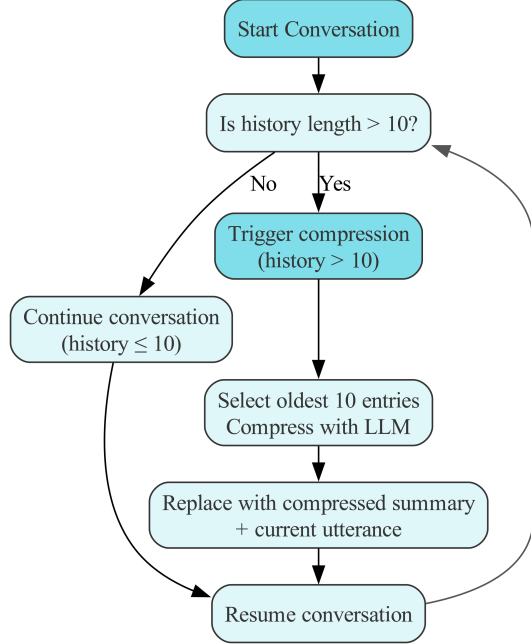 Start Conversation
Is history length > 10?
No
Yes
Trigger compression
(history > 10)
Continue conversation
(history ≤ 10)
Select oldest 10 entries
Compress with LLM
Replace with compressed summary
+ current utterance
Resume conversation